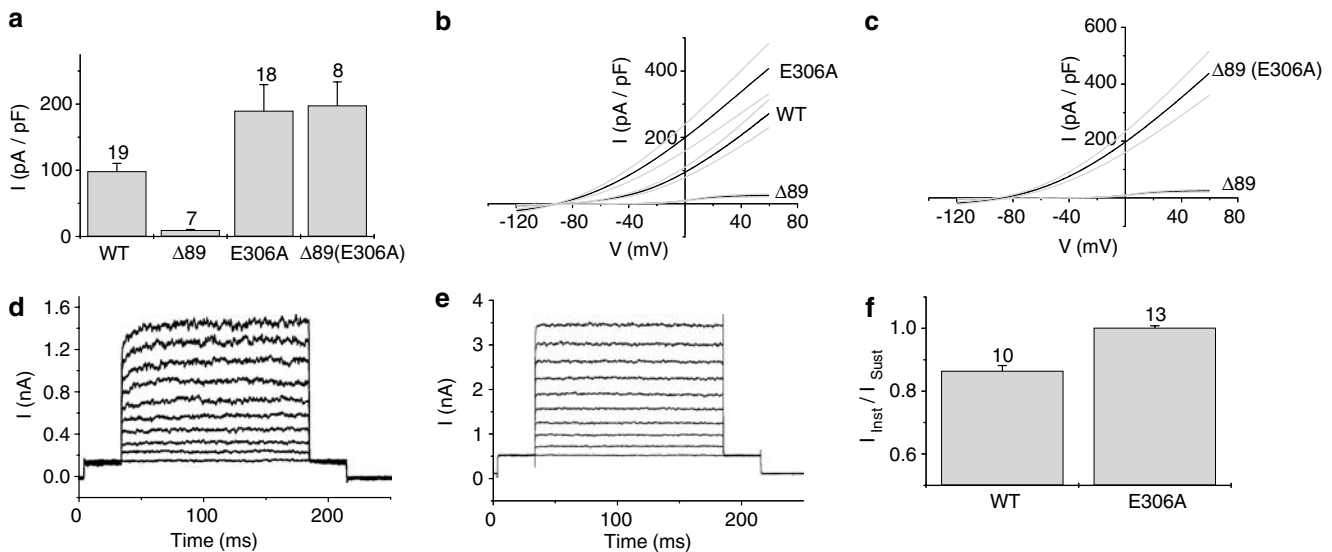 a
I (pA / pF)
200
100
0
19
7
18
8
WT
Δ89
E306A
Δ89(E306A)
b
I (pA / pF)
400
200
E306A
WT
Δ89
-120
-80
-40
0
40
80
V (mV)
c
I (pA / pF)
600
400
200
Δ89 (E306A)
Δ89
-120
-80
-40
0
40
80
V (mV)
d
I (nA)
1.6
1.2
0.8
0.4
0.0
0
100
200
Time (ms)
e
I (nA)
4
3
2
1
0
0
100
200
Time (ms)
f
I Inst / I Sust
1.0
0.8
0.6
10
13
WT
E306A